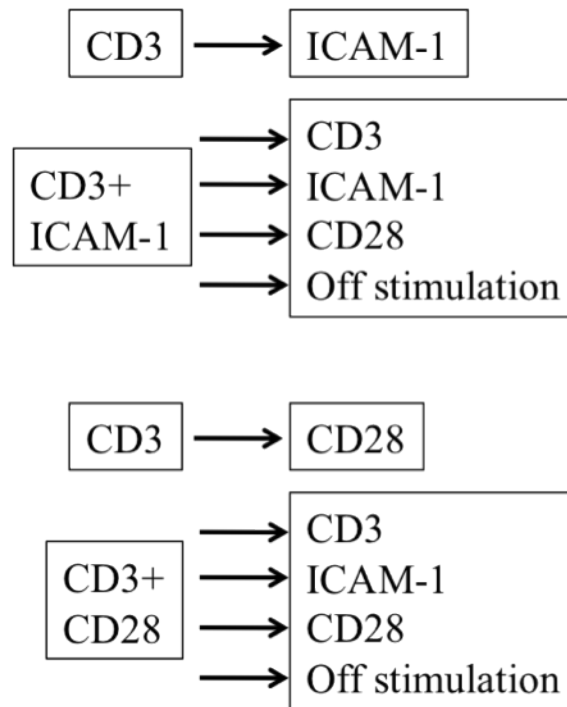 CD3
ICAM-1
CD3+
ICAM-1
CD3
ICAM-1
CD28
Off stimulation
CD3
CD28
CD3+
CD28
CD3
ICAM-1
CD28
Off stimulation